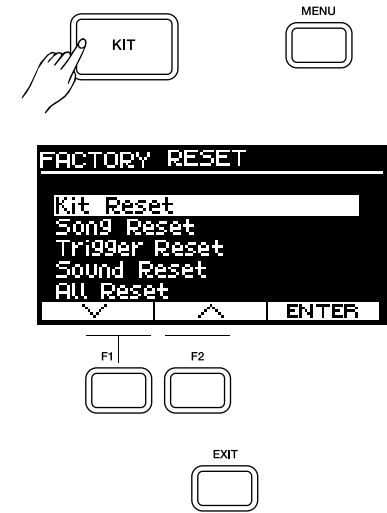 KIT
MENU
FACTORY RESET
Kit Reset
Song Reset
Trigger Reset
Sound Reset
All Reset
ENTER
F1
F2
EXIT